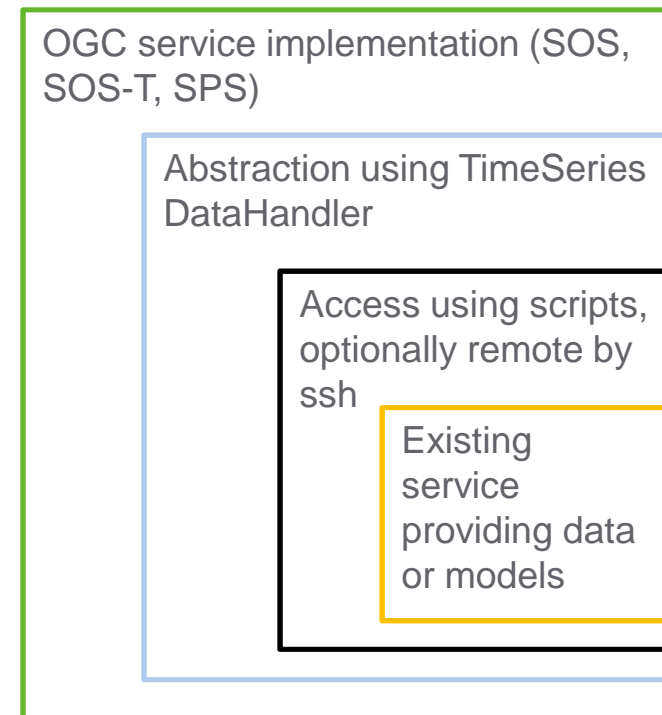 OGC service implementation (SOS,
SOS-T, SPS)
Abstraction using TimeSeries
DataHandler
Access using scripts,
optionally remote by
ssh
Existing
service
providing data
or models